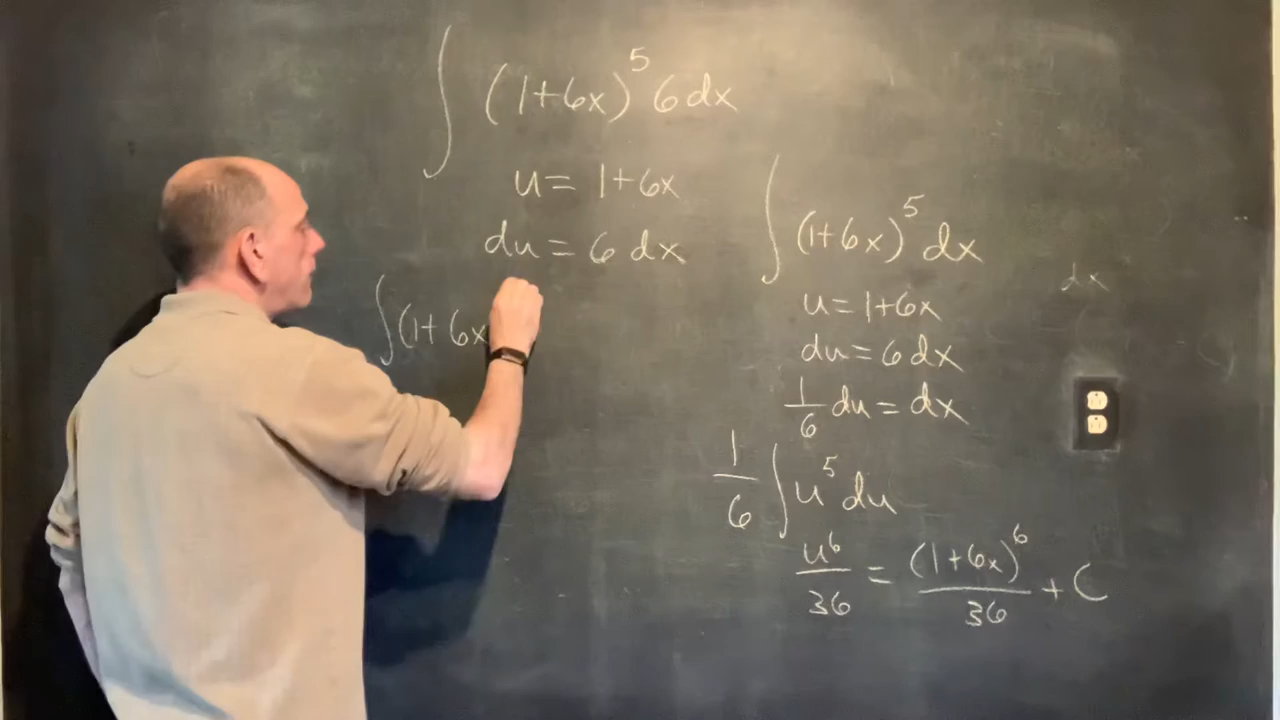 ∫ (1+6x)⁵ 6 dx
u = 1+6x
du = 6 dx
∫ (1+ 6x
∫ (1+6x)⁵ dx
u = 1+6x
du = 6 dx
1/6 du = dx
1/6 ∫ u⁵ du
u⁶/36 = (1+6x)⁶/36 + C
dx